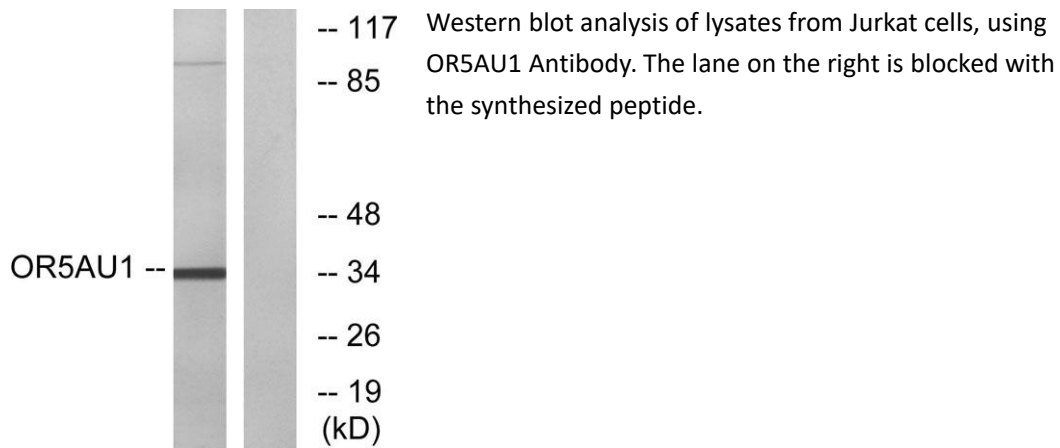 Western blot analysis of lysates from Jurkat cells, using
OR5AU1 Antibody. The lane on the right is blocked with
the synthesized peptide.
-- 117
-- 85
-- 48
OR5AU1 --
-- 34
-- 26
-- 19
(kD)